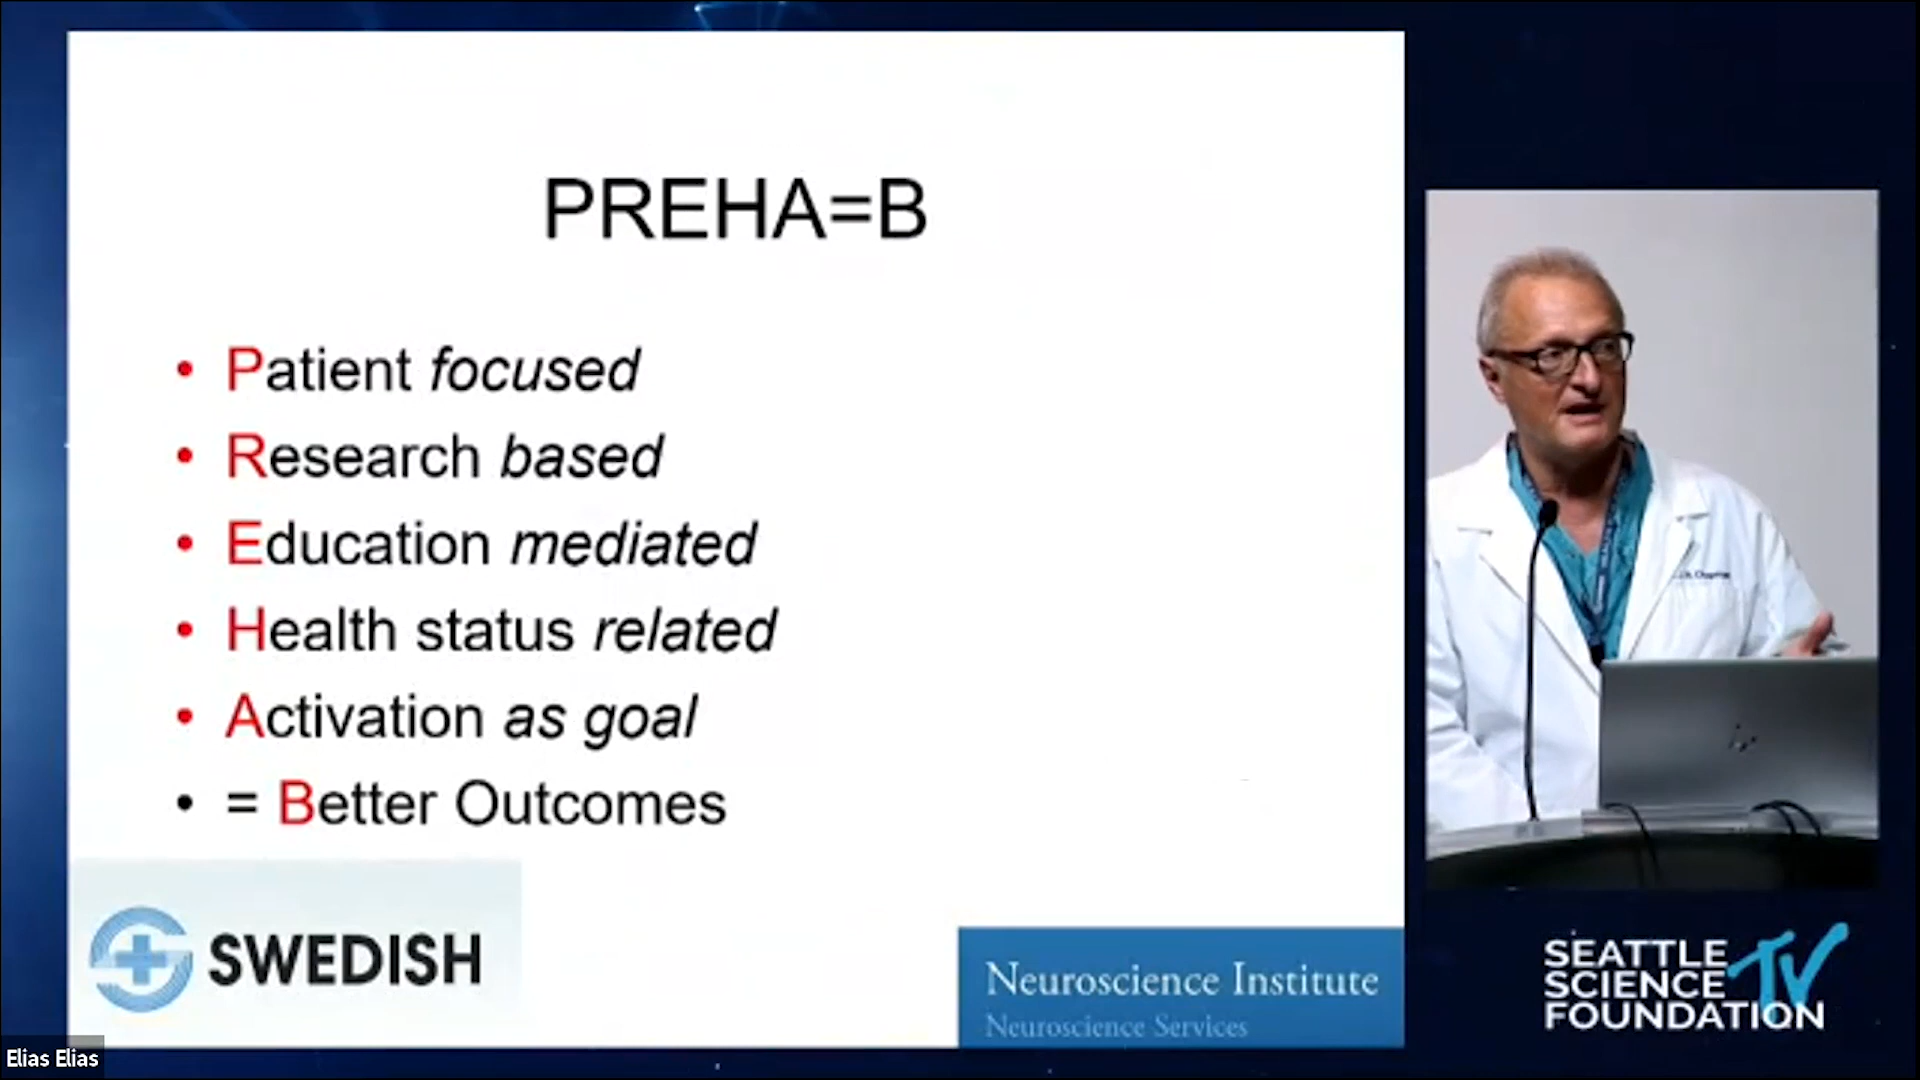 PREHA=B
• Patient focused
• Research based
• Education mediated
• Health status related
• Activation as goal
• = Better Outcomes
SWEDISH
Neuroscience Institute
Neuroscience Services
SEATTLE
SCIENCE TV
FOUNDATION
Elias Elias